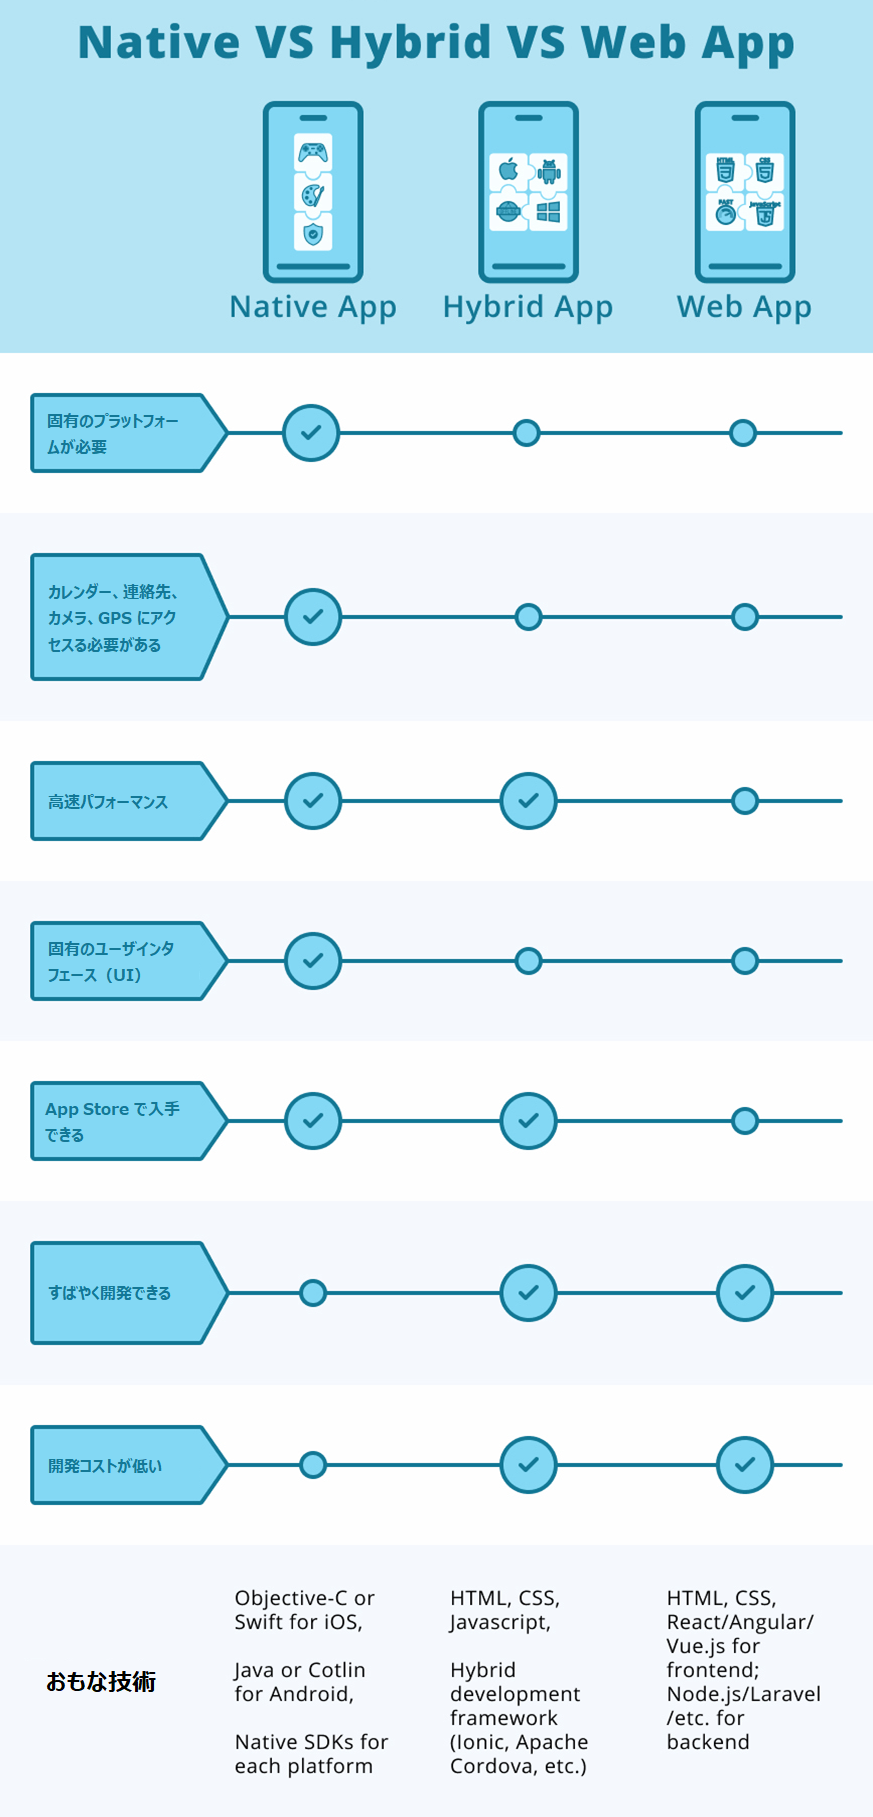 Native VS Hybrid VS Web App
HTML
CSS
FAST
JavaScript
Native App
Hybrid App
Web App
固有のプラットフォー
ムが必要
カレンダー、連絡先、
カメラ、GPS にアク
セスる必要がある
高速パフォーマンス
固有のユーザインタ
フェース（UI）
App Store で入手
できる
すばやく開発できる
開発コストが低い
おもな技術
Objective-C or
Swift for iOS,
Java or Cotlin
for Android,
Native SDKs for
each platform
HTML, CSS,
Javascript,
Hybrid
development
framework
(Ionic, Apache
Cordova, etc.)
HTML, CSS,
React/Angular/
Vue.js for
frontend;
Node.js/Laravel
/etc. for
backend